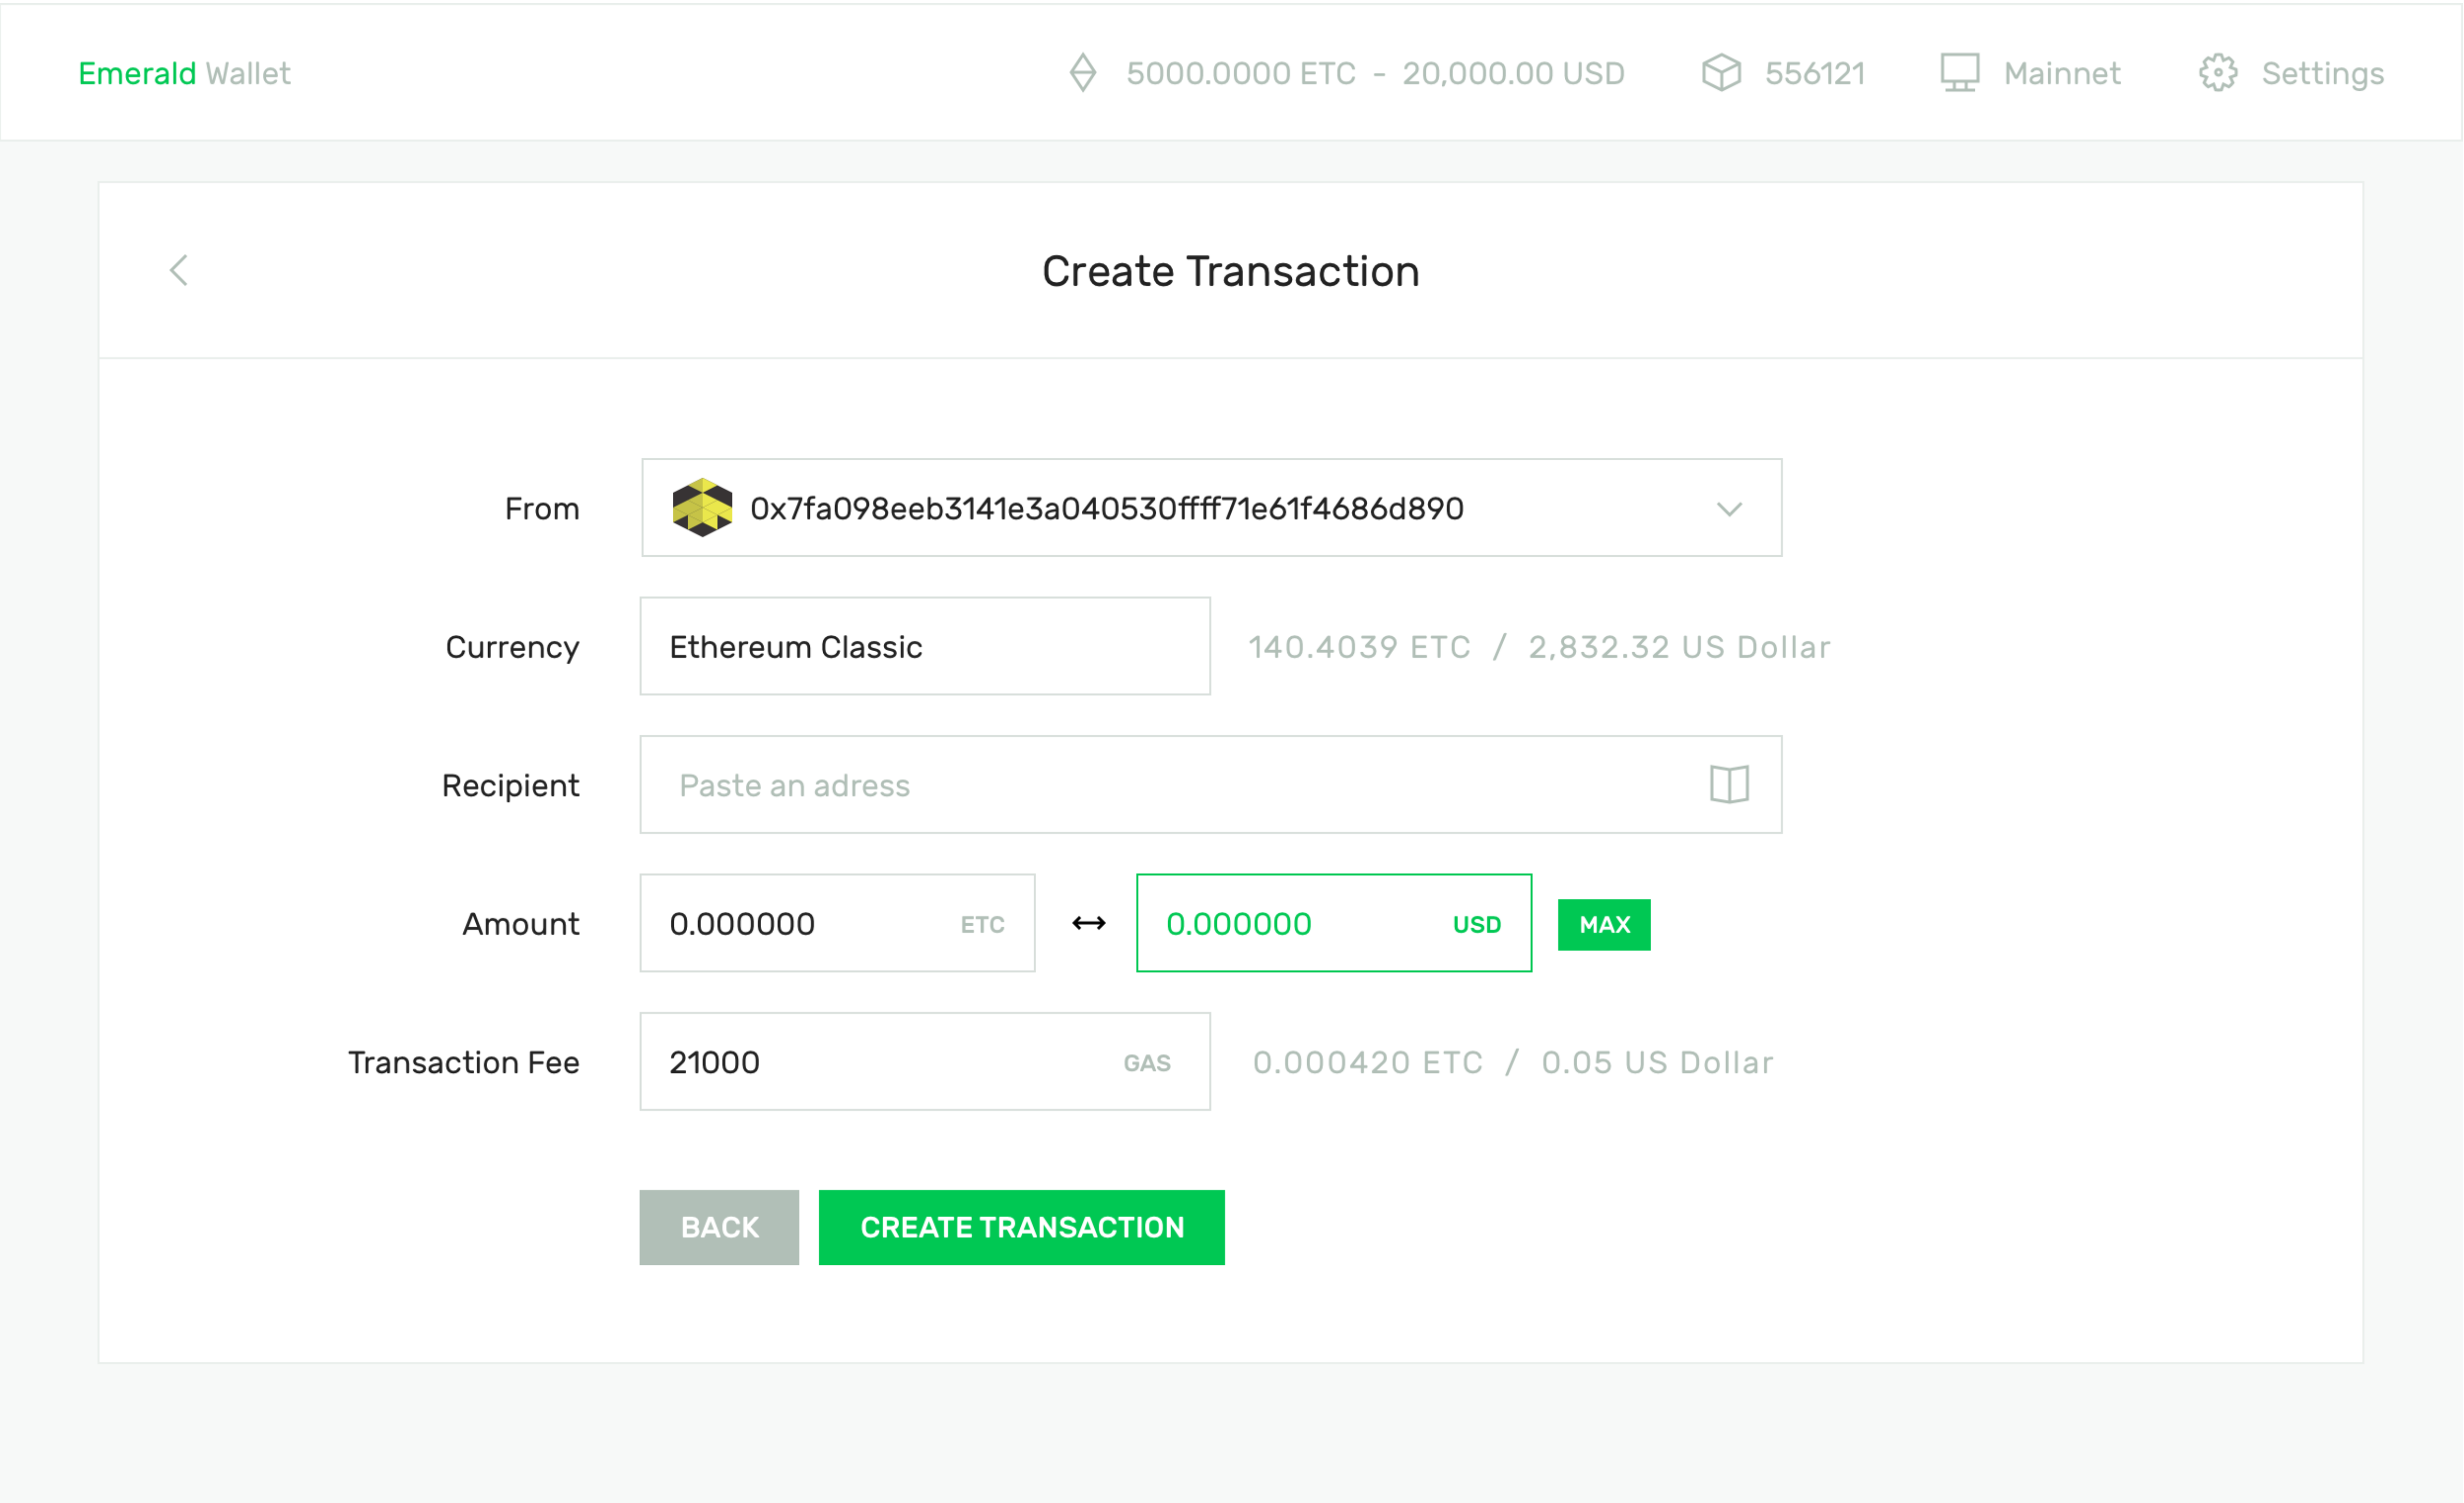 Emerald Wallet 5000.0000 ETC - 20,000.00 USD 556121 Mainnet Settings
Create Transaction
From 0x7fa098eeb3141e3a040530ffff71e61f4686d890
Currency Ethereum Classic 140.4039 ETC / 2,832.32 US Dollar
Recipient Paste an adress
Amount 0.000000 ETC 0.000000 USD MAX
Transaction Fee 21000 GAS 0.000420 ETC / 0.05 US Dollar
BACK CREATE TRANSACTION